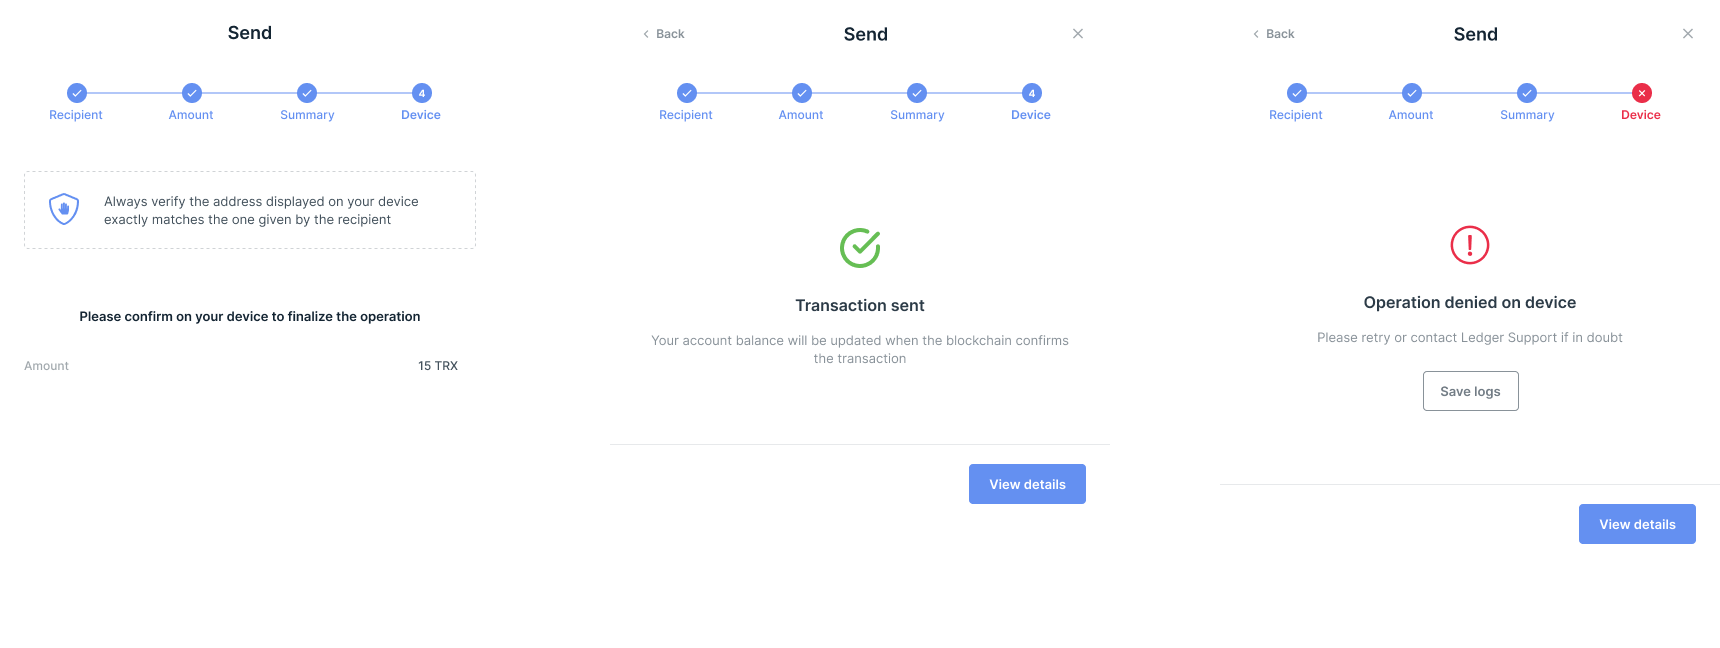 Send
Recipient
Amount
Summary
4
Device
Always verify the address displayed on your device
exactly matches the one given by the recipient
Please confirm on your device to finalize the operation
Amount
15 TRX
Back
Send
Recipient
Amount
Summary
4
Device
Transaction sent
Your account balance will be updated when the blockchain confirms
the transaction
View details
Back
Send
Recipient
Amount
Summary
Device
Operation denied on device
Please retry or contact Ledger Support if in doubt
Save logs
View details